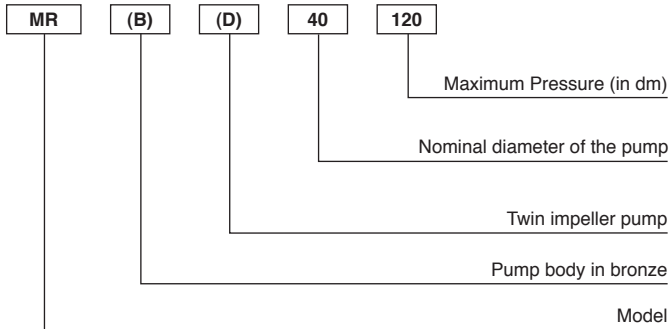 MR (B) (D) 40 120
Maximum Pressure (in dm)
Nominal diameter of the pump
Twin impeller pump
Pump body in bronze
Model